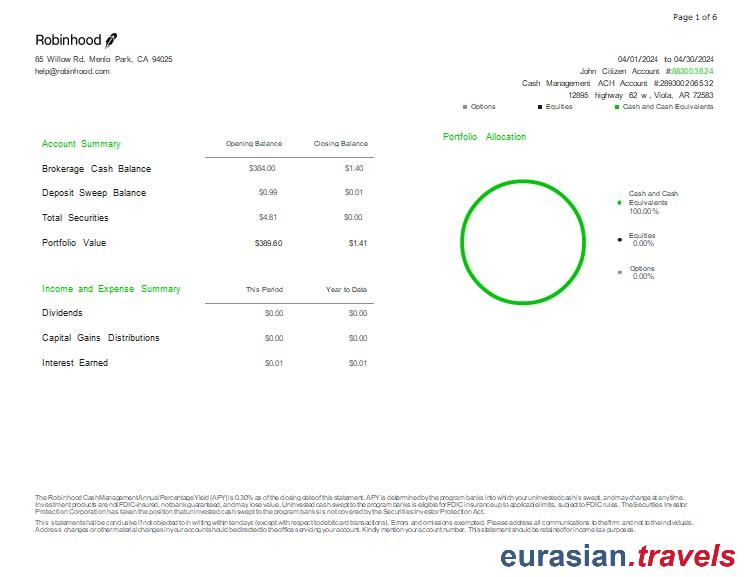 Page 1 of 6
Robinhood
85 Willow Rd, Menlo Park, CA 94025
help@robinhood.com
04/01/2024 to 04/30/2024
John Citizen Account #:883003824
Cash Management ACH Account #:289300206532
12895 highway 62 w , Viola, AR 72583
Options Equities Cash and Cash Equivalents
Account Summary Opening Balance Closing Balance
Brokerage Cash Balance $384.00 $1.40
Deposit Sweep Balance $0.99 $0.01
Total Securities $4.61 $0.00
Portfolio Value $389.60 $1.41
Portfolio Allocation
Cash and Cash
Equivalents
100.00%
Equities
0.00%
Options
0.00%
Income and Expense Summary This Period Year to Date
Dividends $0.00 $0.00
Capital Gains Distributions $0.00 $0.00
Interest Earned $0.01 $0.01
The Robinhood Cash Management Annual Percentage Yield (APY) is 0.30% as of the closing date of this statement. APY is determined by the program banks into which your uninvested cash is swept, and may change at any time.
Investment products are not FDIC-insured, not bank guaranteed, and may lose value. Uninvested cash swept to the program banks is eligible for FDIC insurance up to applicable limits, subject to FDIC rules. The Securities Investor
Protection Corporation has taken the position that uninvested cash swept to the program banks is not covered by the Securities Investor Protection Act.
This statement shall be conclusive if not objected to in writing within ten days (except with respect to debit card transactions). Errors and omissions exempted. Please address all communications to the firm and not to the individuals.
Address changes or other material changes in your account should be directed to the office servicing your account. Kindly mention your account number. This statement should be retained for income tax purposes.
eurasian.travels